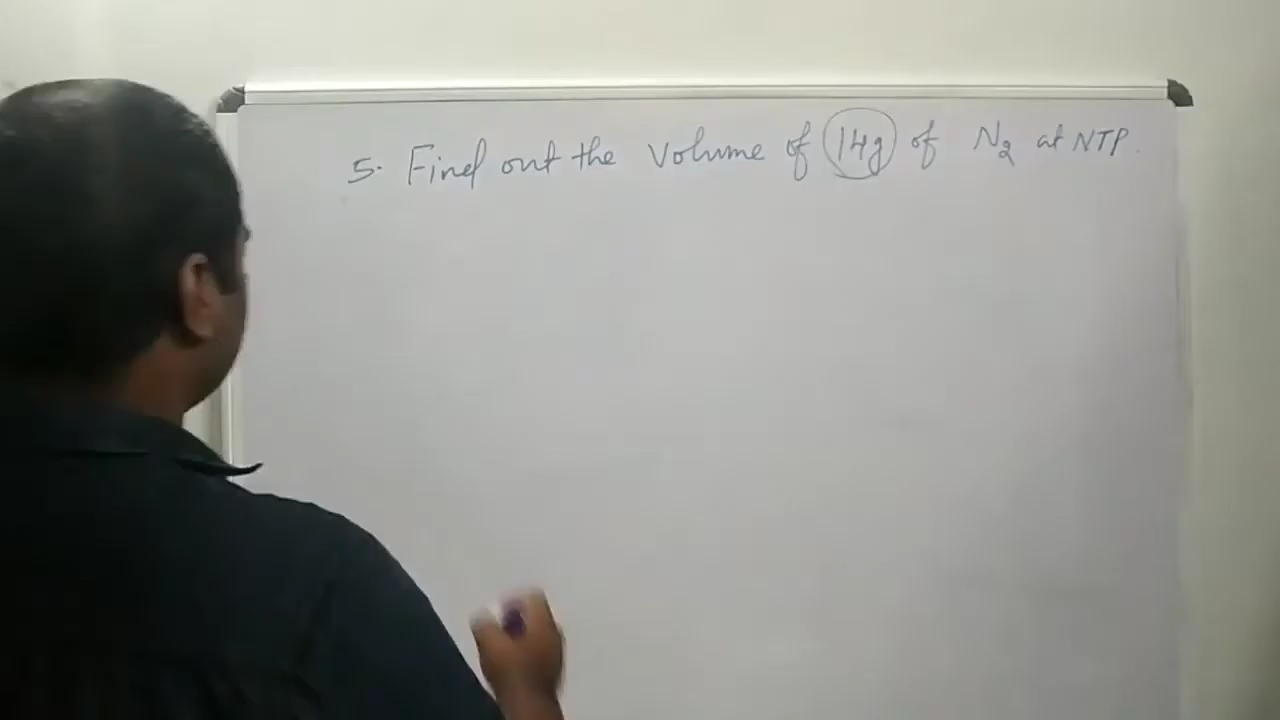 5. Find out the Volume of 14g of N₂ at NTP.